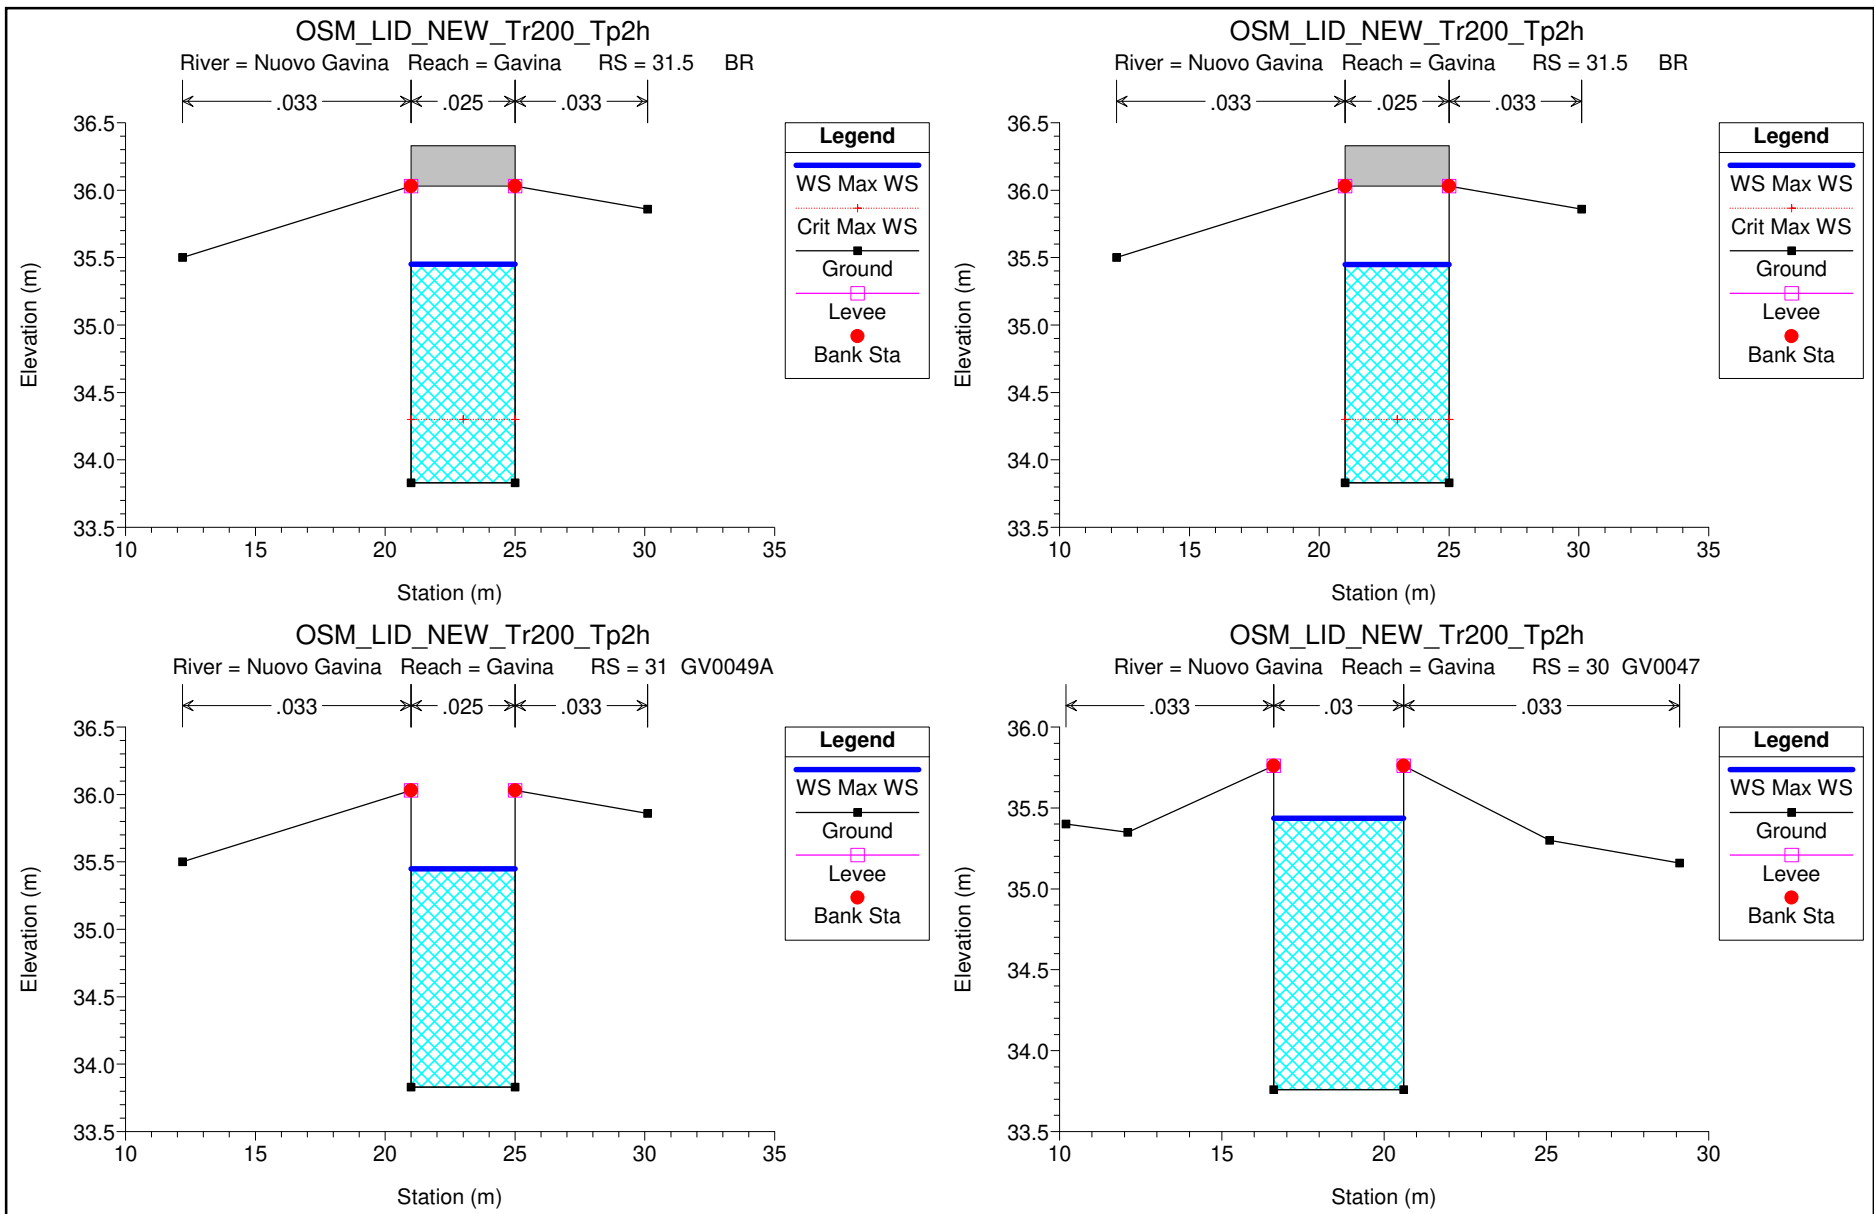 OSM_LID_NEW_Tr200_Tp2h
River = Nuovo Gavina Reach = Gavina RS = 31.5 BR
.033 .025 .033
36.5
36.0
35.5
35.0
34.5
34.0
33.5
10 15 20 25 30 35
Elevation (m)
Station (m)
Legend
WS Max WS
Crit Max WS
Ground
Levee
Bank Sta
OSM_LID_NEW_Tr200_Tp2h
River = Nuovo Gavina Reach = Gavina RS = 31.5 BR
.033 .025 .033
36.5
36.0
35.5
35.0
34.5
34.0
33.5
10 15 20 25 30 35
Elevation (m)
Station (m)
Legend
WS Max WS
Crit Max WS
Ground
Levee
Bank Sta
OSM_LID_NEW_Tr200_Tp2h
River = Nuovo Gavina Reach = Gavina RS = 31 GV0049A
.033 .025 .033
36.5
36.0
35.5
35.0
34.5
34.0
33.5
10 15 20 25 30 35
Elevation (m)
Station (m)
Legend
WS Max WS
Ground
Levee
Bank Sta
OSM_LID_NEW_Tr200_Tp2h
River = Nuovo Gavina Reach = Gavina RS = 30 GV0047
.033 .03 .033
36.0
35.5
35.0
34.5
34.0
33.5
10 15 20 25 30
Elevation (m)
Station (m)
Legend
WS Max WS
Ground
Levee
Bank Sta